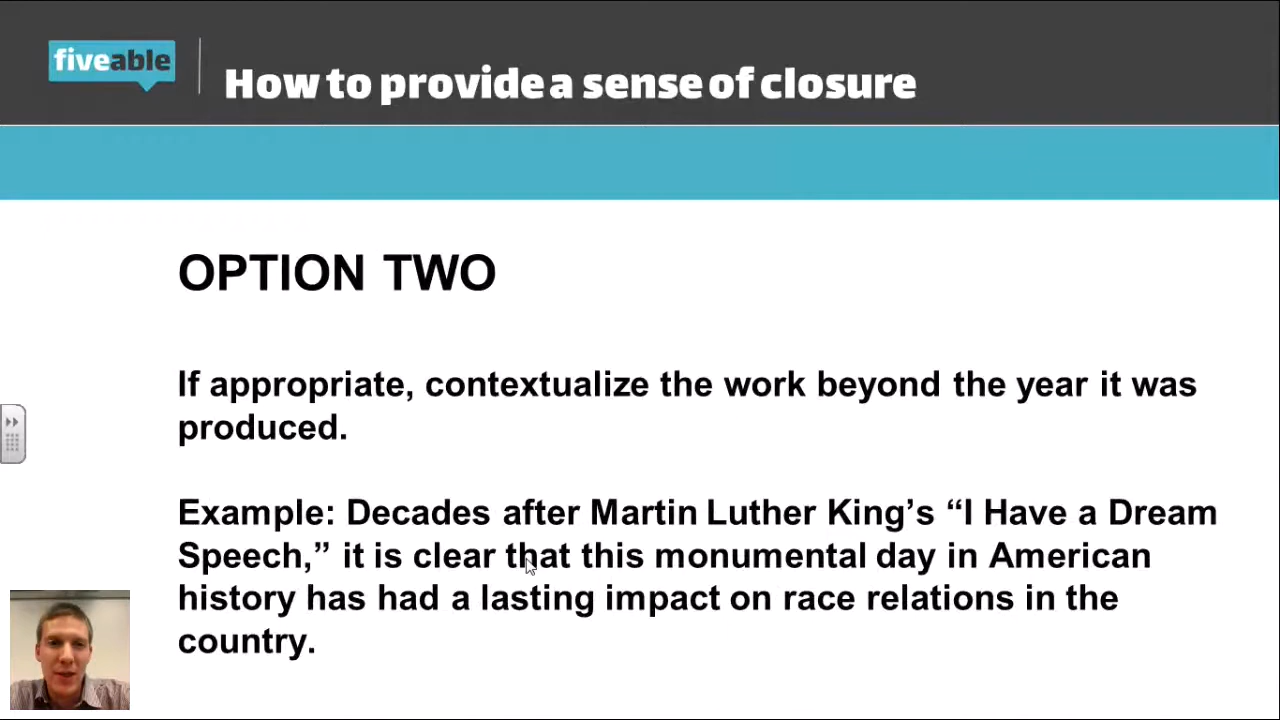 fiveable
How to provide a sense of closure
OPTION TWO
If appropriate, contextualize the work beyond the year it was
produced.
Example: Decades after Martin Luther King’s “I Have a Dream
Speech,” it is clear that this monumental day in American
history has had a lasting impact on race relations in the
country.